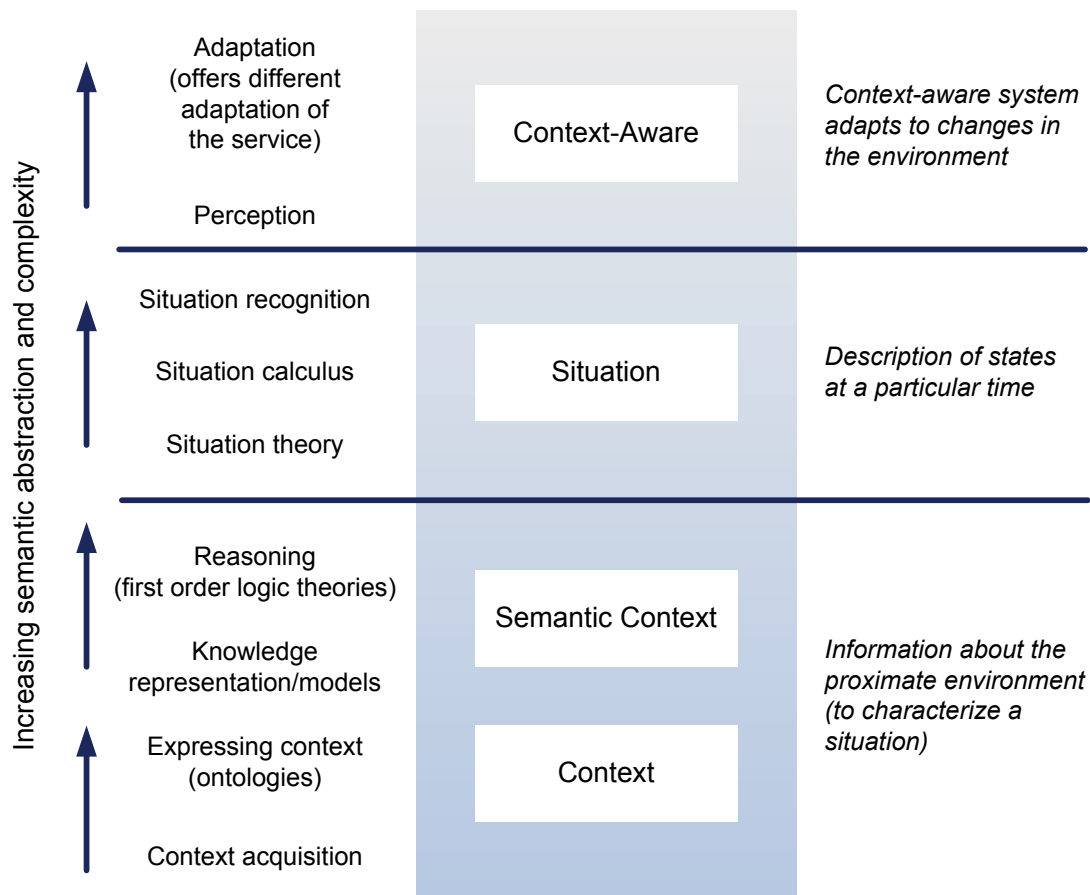 Increasing semantic abstraction and complexity
Adaptation
(offers different
adaptation of
the service)
Perception
Context-Aware
Context-aware system
adapts to changes in
the environment
Situation recognition
Situation calculus
Situation theory
Situation
Description of states
at a particular time
Reasoning
(first order logic theories)
Knowledge
representation/models
Semantic Context
Expressing context
(ontologies)
Context acquisition
Context
Information about the
proximate environment
(to characterize a
situation)